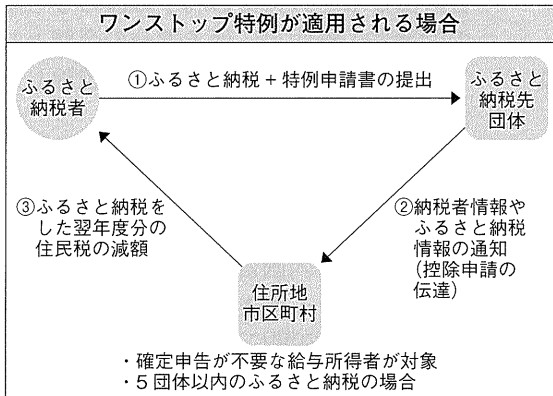 ワンストップ特例が適用される場合
ふるさと
納税者
①ふるさと納税+特例申請書の提出
ふるさと
納税先
団体
③ふるさと納税を
した翌年度分の
住民税の減額
②納税者情報や
ふるさと納税
情報の通知
(控除申請の
伝達)
住所地
市区町村
・確定申告が不要な給与所得者が対象
・5団体以内のふるさと納税の場合